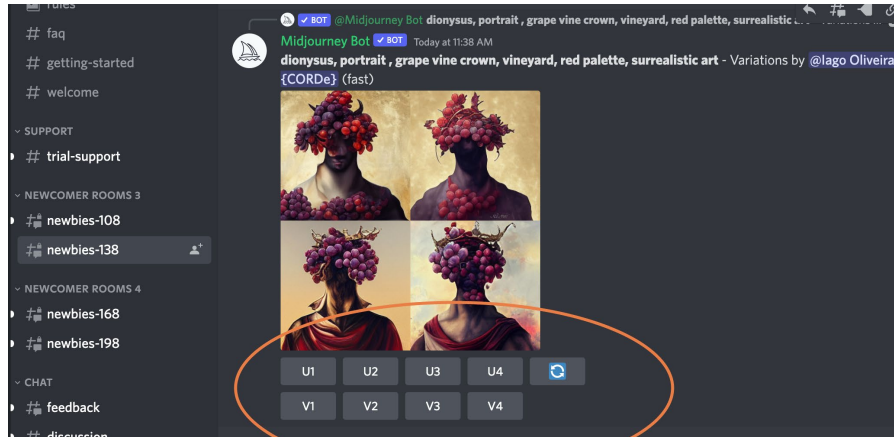 rules
# faq
# getting-started
# welcome
SUPPORT
# trial-support
NEWCOMER ROOMS 3
newbies-108
newbies-138
NEWCOMER ROOMS 4
newbies-168
newbies-198
CHAT
feedback
# discussion
BOT @Midjourney Bot dionysus, portrait , grape vine crown, vineyard, red palette, surrealistic
Midjourney Bot BOT Today at 11:38 AM
dionysus, portrait , grape vine crown, vineyard, red palette, surrealistic art - Variations by @Iago Oliveira
{CORDe} (fast)
U1 U2 U3 U4
V1 V2 V3 V4